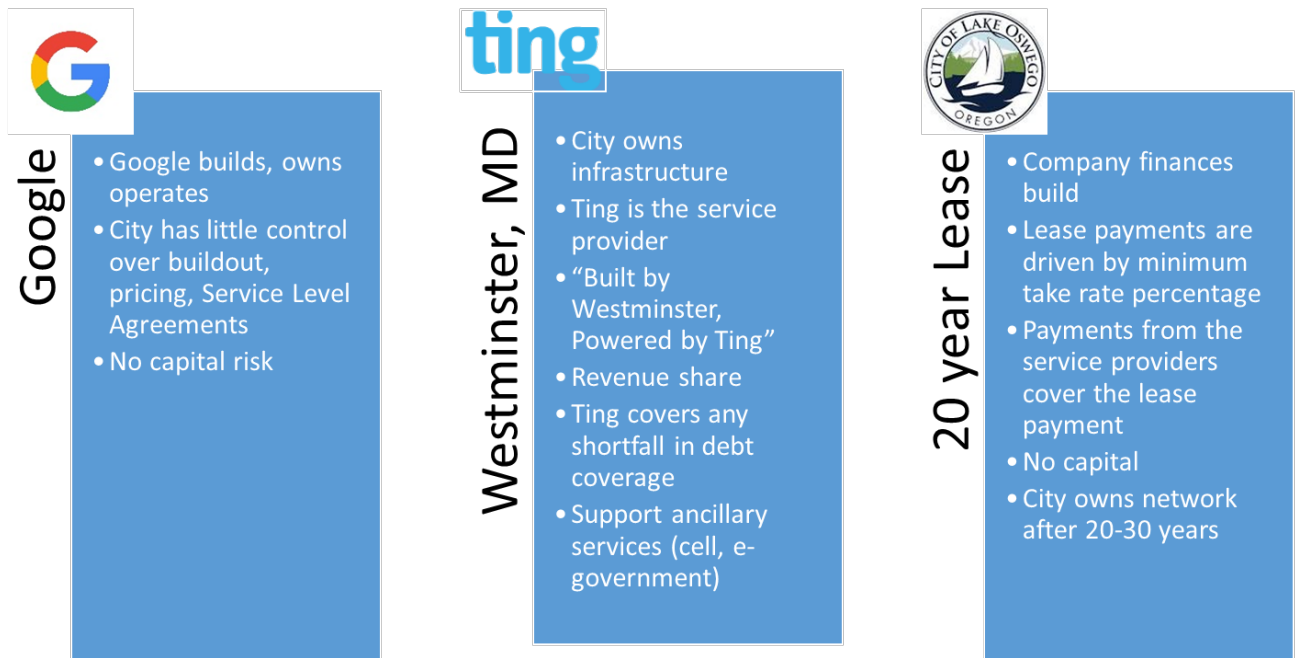 Google
• Google builds, owns
operates
• City has little control
over buildout,
pricing, Service Level
Agreements
• No capital risk
ting
Westminster, MD
• City owns
infrastructure
• Ting is the service
provider
• “Built by
Westminster,
Powered by Ting”
• Revenue share
• Ting covers any
shortfall in debt
coverage
• Support ancillary
services (cell, e-
government)
CITY OF LAKE OSWEGO
OREGON
20 year Lease
• Company finances
build
• Lease payments are
driven by minimum
take rate percentage
• Payments from the
service providers
cover the lease
payment
• No capital
• City owns network
after 20-30 years